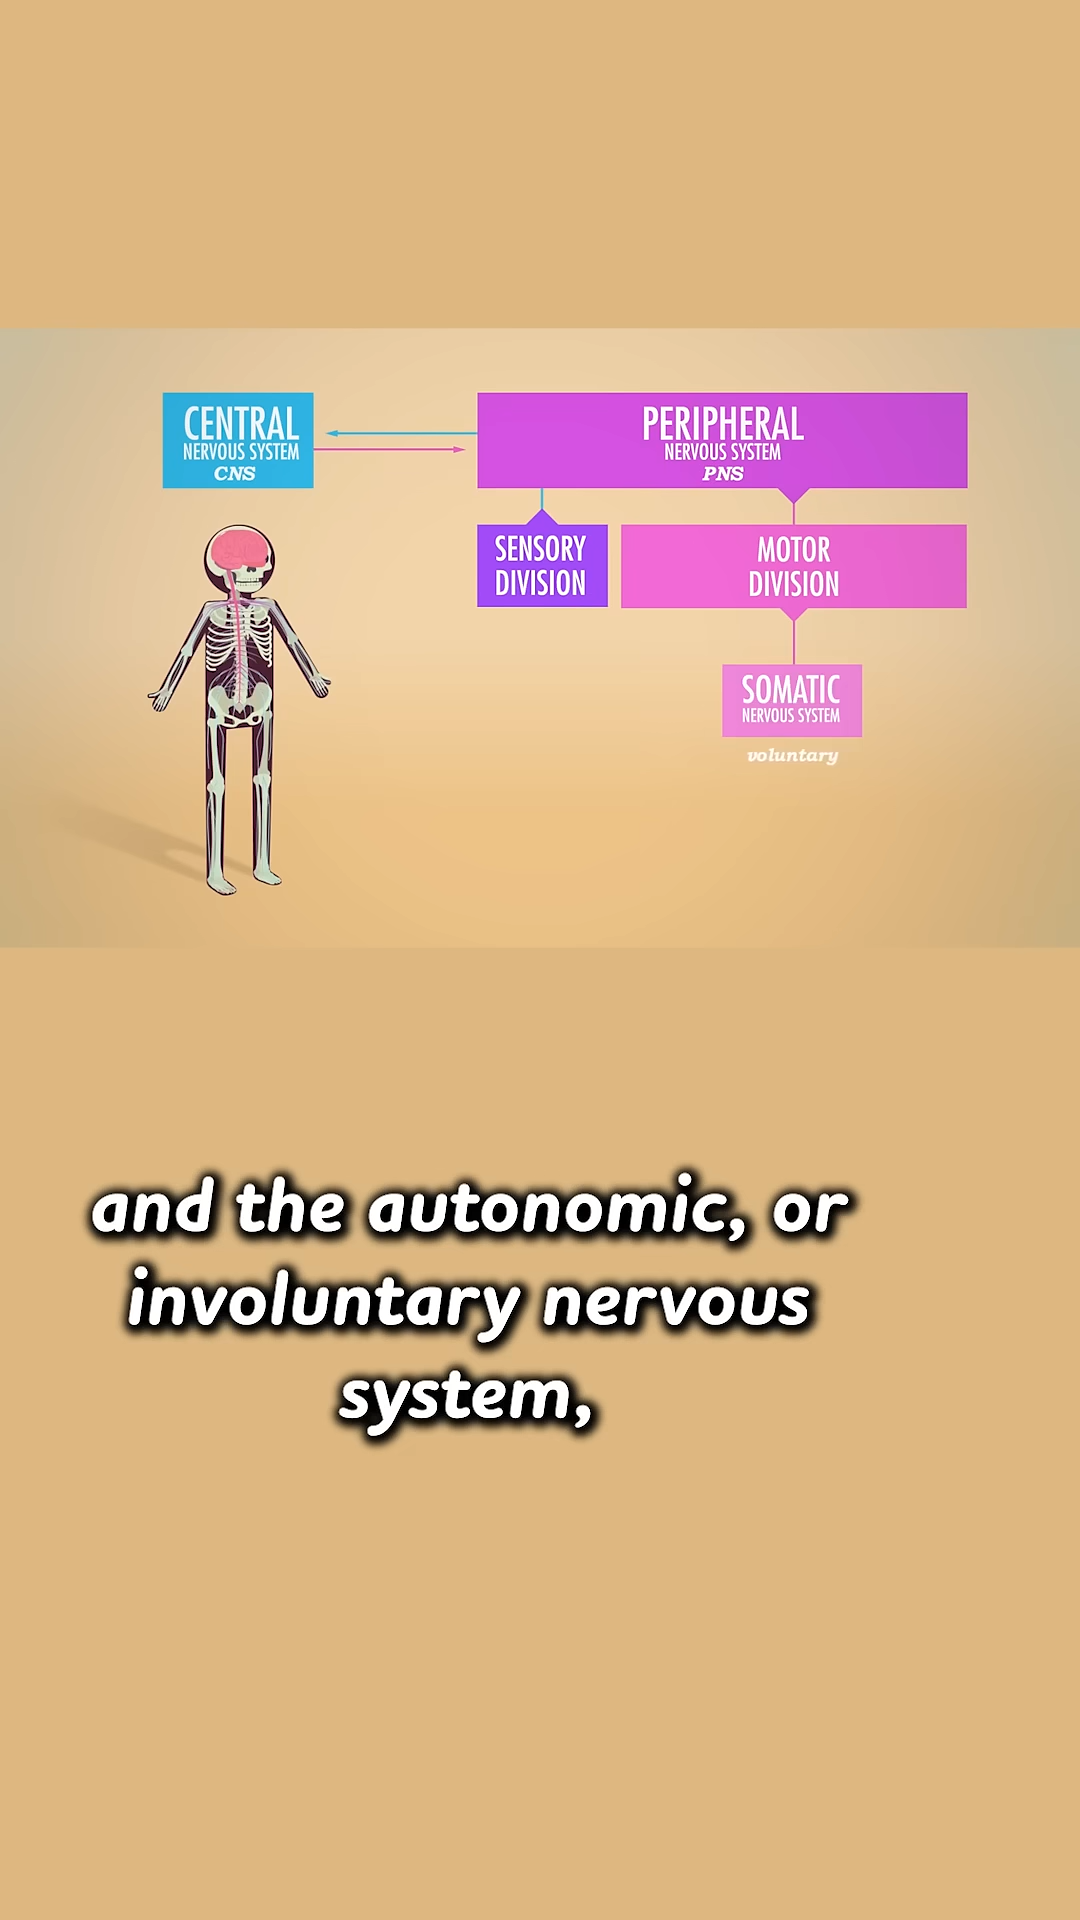 CENTRAL
NERVOUS SYSTEM
CNS
PERIPHERAL
NERVOUS SYSTEM
PNS
SENSORY
DIVISION
MOTOR
DIVISION
SOMATIC
NERVOUS SYSTEM
voluntary
and the autonomic, or
involuntary nervous
system,